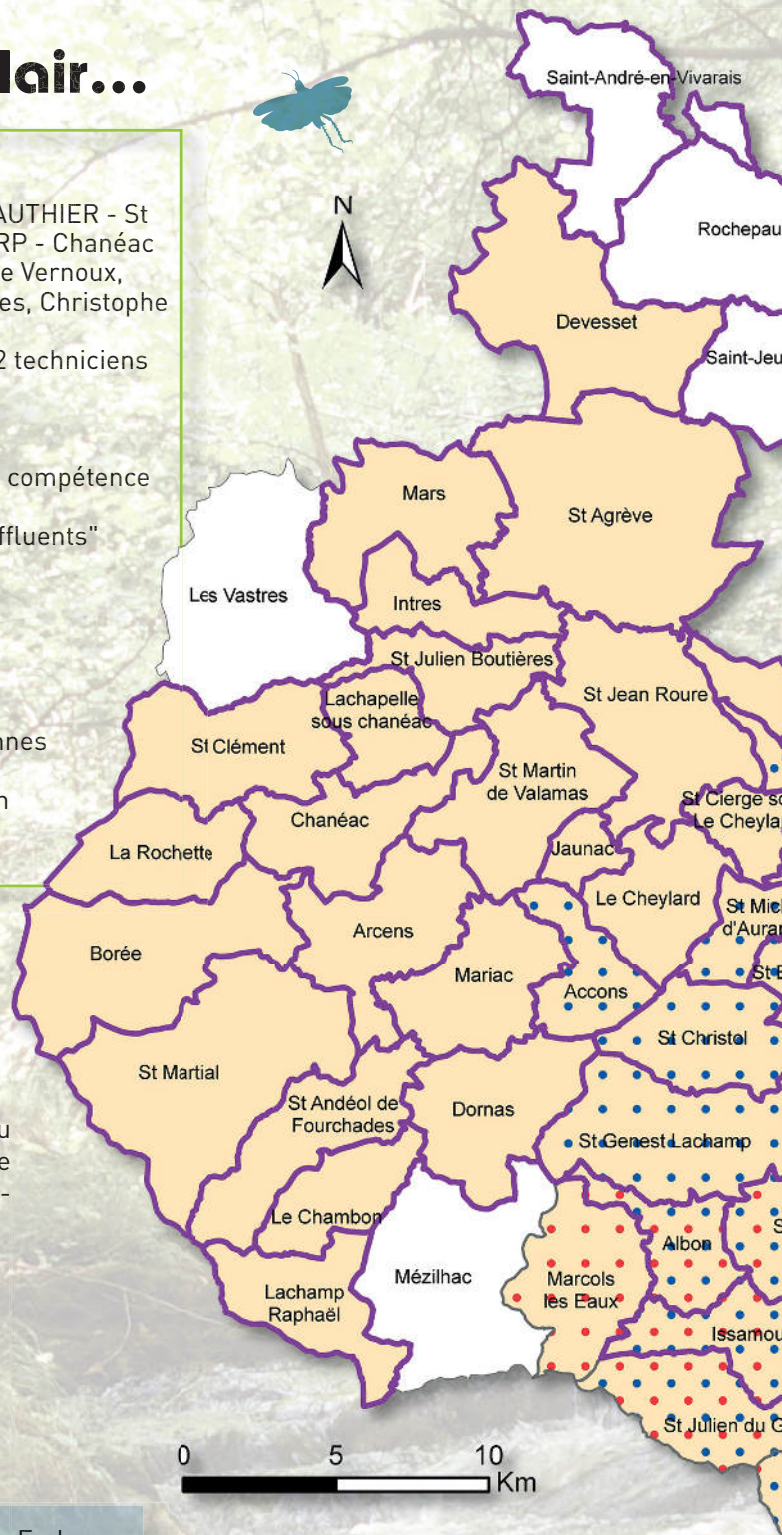 lair...
AUTHIER - St
RP - Chanéac
e Vernoux,
es, Christophe
2 techniciens
compétence
ffluents"
nnes
n
u
e
-
N
Saint-André-en-Vivarais
Rochepau
Devesset
Saint-Jeu
Mars
St Agrève
Les Vastres
Intres
St Julien Boutières
Lachapelle
sous chanéac
St Jean Roure
St Clément
St Martin
de Valamas
Chanéac
St Cierge so
Le Cheyla
La Rochette
Jaunac
Le Cheylard
St Mich
d'Auran
Arcens
Borée
Mariac
St E
Accons
St Christol
St Martial
St Andéol de
Fourchades
Dornas
St Genest Lachamp
Le Chambon
S
Albon
Mézilhac
Marcols
les Eaux
Lachamp
Raphaël
Issamou
St Julien du G
0 5 10
Km